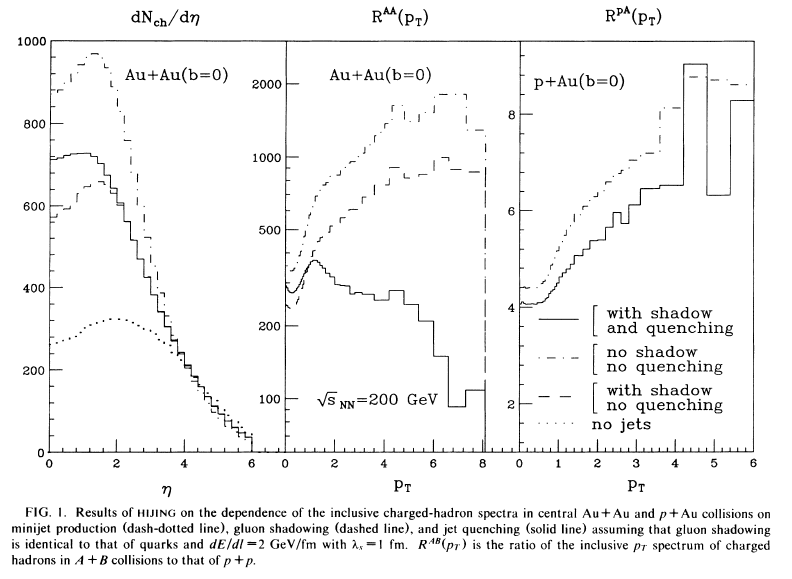 dN_ch/dη
R^AA(p_T)
R^pA(p_T)
1000
800
600
400
200
0
Au+Au(b=0)
0
2
4
6
η
2000
1000
500
200
100
Au+Au(b=0)
√s_NN=200 GeV
0
2
4
6
8
p_T
8
6
4
2
p+Au(b=0)
with shadow
and quenching
no shadow
no quenching
with shadow
no quenching
no jets
0
1
2
3
4
5
6
p_T
FIG. 1. Results of HIJING on the dependence of the inclusive charged-hadron spectra in central Au+Au and p+Au collisions on
minijet production (dash-dotted line), gluon shadowing (dashed line), and jet quenching (solid line) assuming that gluon shadowing
is identical to that of quarks and dE/dl=2 GeV/fm with λ_s=1 fm. R^AB(p_T) is the ratio of the inclusive p_T spectrum of charged
hadrons in A+B collisions to that of p+p.